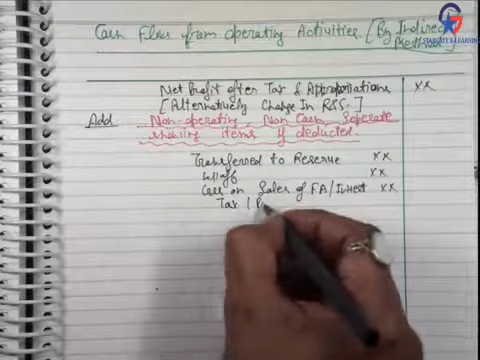 Cash Flow from operating Activities. [By Indirect
Method]
Net Profit after Tax & Appropriations xx
[Alternatively Change In R&S.]
Add Non-operating, Non Cash, Seperate
showing items if deducted.
Transferred to Reserve xx
W/off xx
Loss on Sales of FA/Invest xx
Tax | P